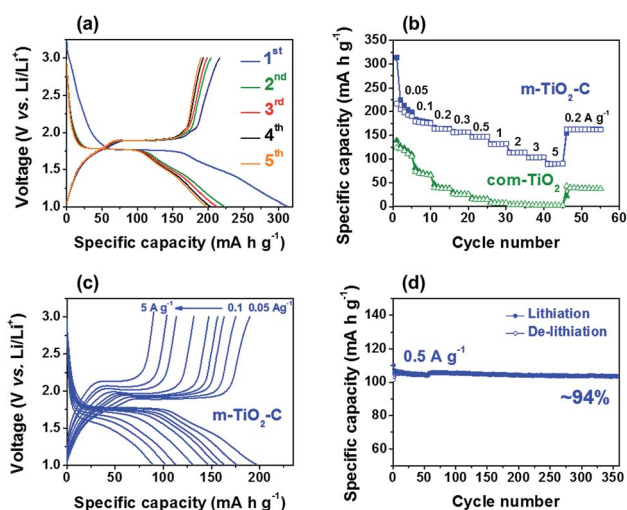 (a)
1st
2nd
3rd
4th
5th
3.0
2.5
2.0
1.5
1.0
0 50 100 150 200 250 300
Voltage (V vs. Li/Li+)
Specific capacity (mA h g-1)
(b)
350
300
250
200
150
100
50
0
0 10 20 30 40 50 60
m-TiO2-C
0.05
0.1
0.2
0.3
0.5
1
2
3
5
0.2 A g-1
com-TiO2
Specific capacity (mA h g-1)
Cycle number
(c)
5 A g-1 0.1 0.05 Ag-1
m-TiO2-C
3.0
2.5
2.0
1.5
1.0
0 50 100 150 200
Voltage (V vs. Li/Li+)
Specific capacity (mA h g-1)
(d)
Lithiation
De-lithiation
0.5 A g-1
~94%
140
120
100
80
60
0 50 100 150 200 250 300 350
Specific capacity (mA h g-1)
Cycle number